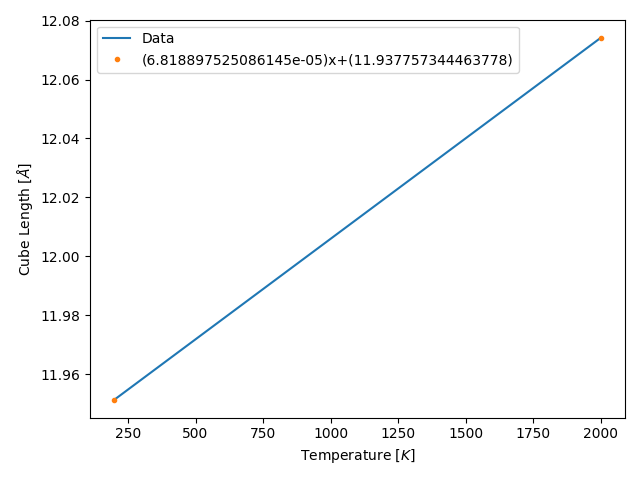 Data
(6.818897525086145e-05)x+(11.937757344463778)
12.08
12.06
12.04
12.02
12.00
11.98
11.96
Cube Length [Å]
250 500 750 1000 1250 1500 1750 2000
Temperature [K]